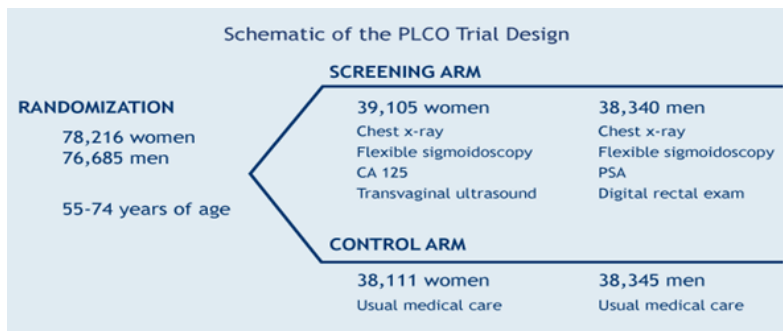 Schematic of the PLCO Trial Design
SCREENING ARM
RANDOMIZATION
78,216 women
76,685 men
55-74 years of age
39,105 women
Chest x-ray
Flexible sigmoidoscopy
CA 125
Transvaginal ultrasound
38,340 men
Chest x-ray
Flexible sigmoidoscopy
PSA
Digital rectal exam
CONTROL ARM
38,111 women
Usual medical care
38,345 men
Usual medical care